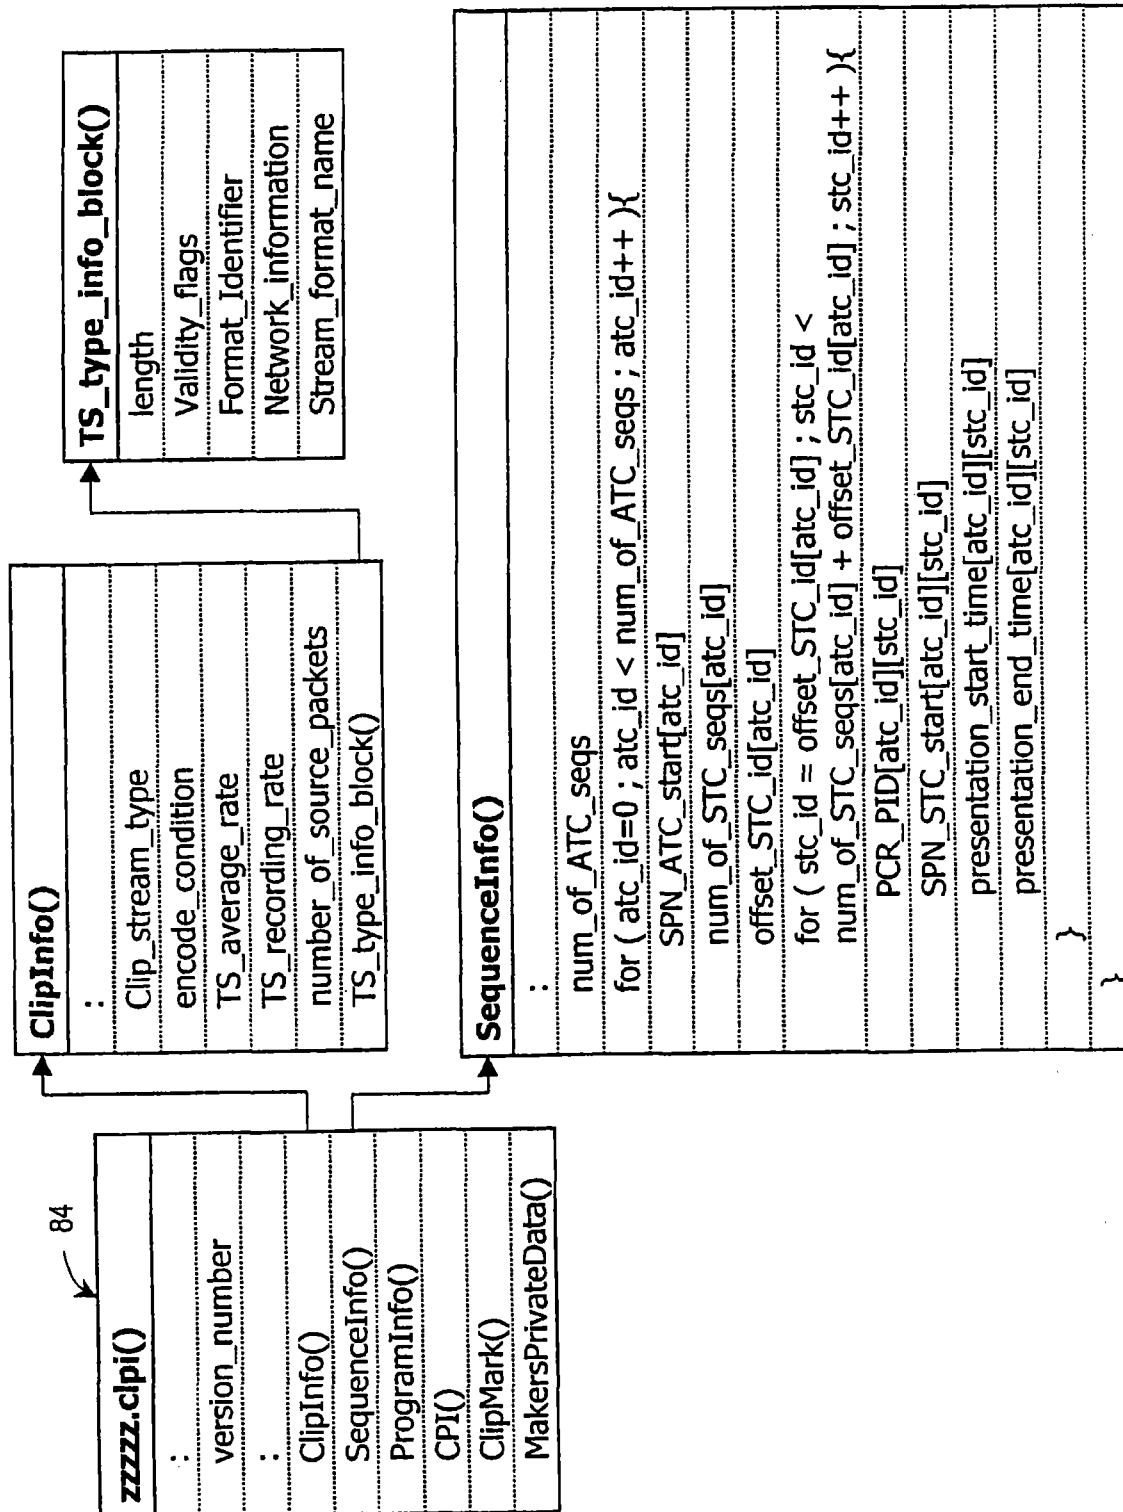 84
zzzzz.clpi()
:
version_number
:
ClipInfo()
SequenceInfo()
ProgramInfo()
CPI()
ClipMark()
MakersPrivateData()
ClipInfo()
:
Clip_stream_type
encode_condition
TS_average_rate
TS_recording_rate
number_of_source_packets
TS_type_info_block()
TS_type_info_block()
length
Validity_flags
Format_Identifier
Network_information
Stream_format_name
SequenceInfo()
:
num_of_ATC_seqs
for ( atc_id=0 ; atc_id < num_of_ATC_seqs ; atc_id++ ){
SPN_ATC_start[atc_id]
num_of_STC_seqs[atc_id]
offset_STC_id[atc_id]
for ( stc_id = offset_STC_id[atc_id] ; stc_id <
num_of_STC_seqs[atc_id] + offset_STC_id[atc_id] ; stc_id++ ){
PCR_PID[atc_id][stc_id]
SPN_STC_start[atc_id][stc_id]
presentation_start_time[atc_id][stc_id]
presentation_end_time[atc_id][stc_id]
}
}